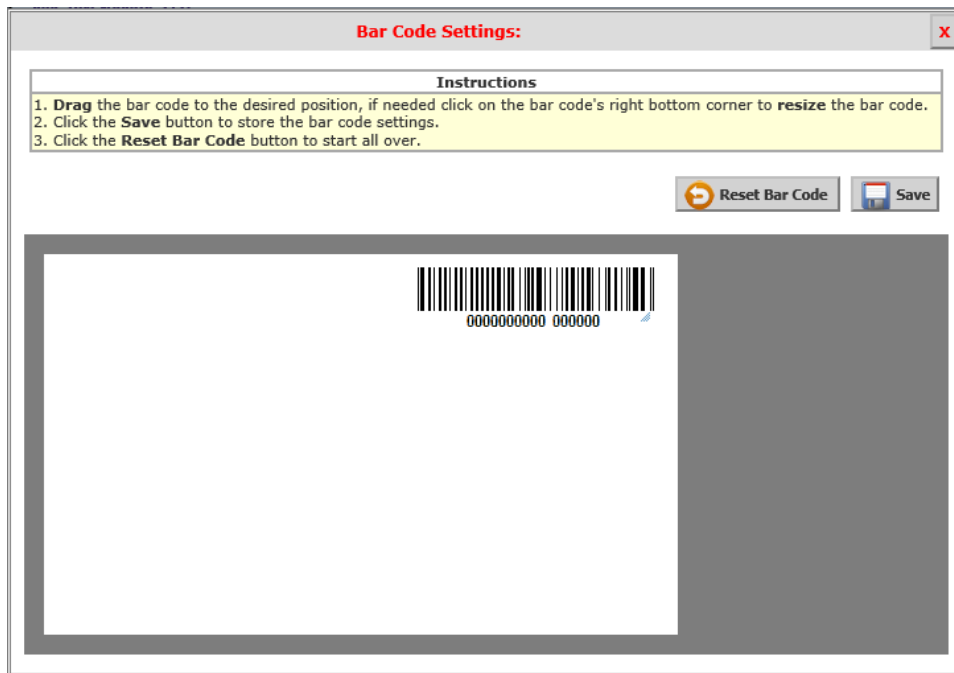 Bar Code Settings:
X
Instructions
1. Drag the bar code to the desired position, if needed click on the bar code's right bottom corner to resize the bar code.
2. Click the Save button to store the bar code settings.
3. Click the Reset Bar Code button to start all over.
Reset Bar Code
Save
0000000000 000000